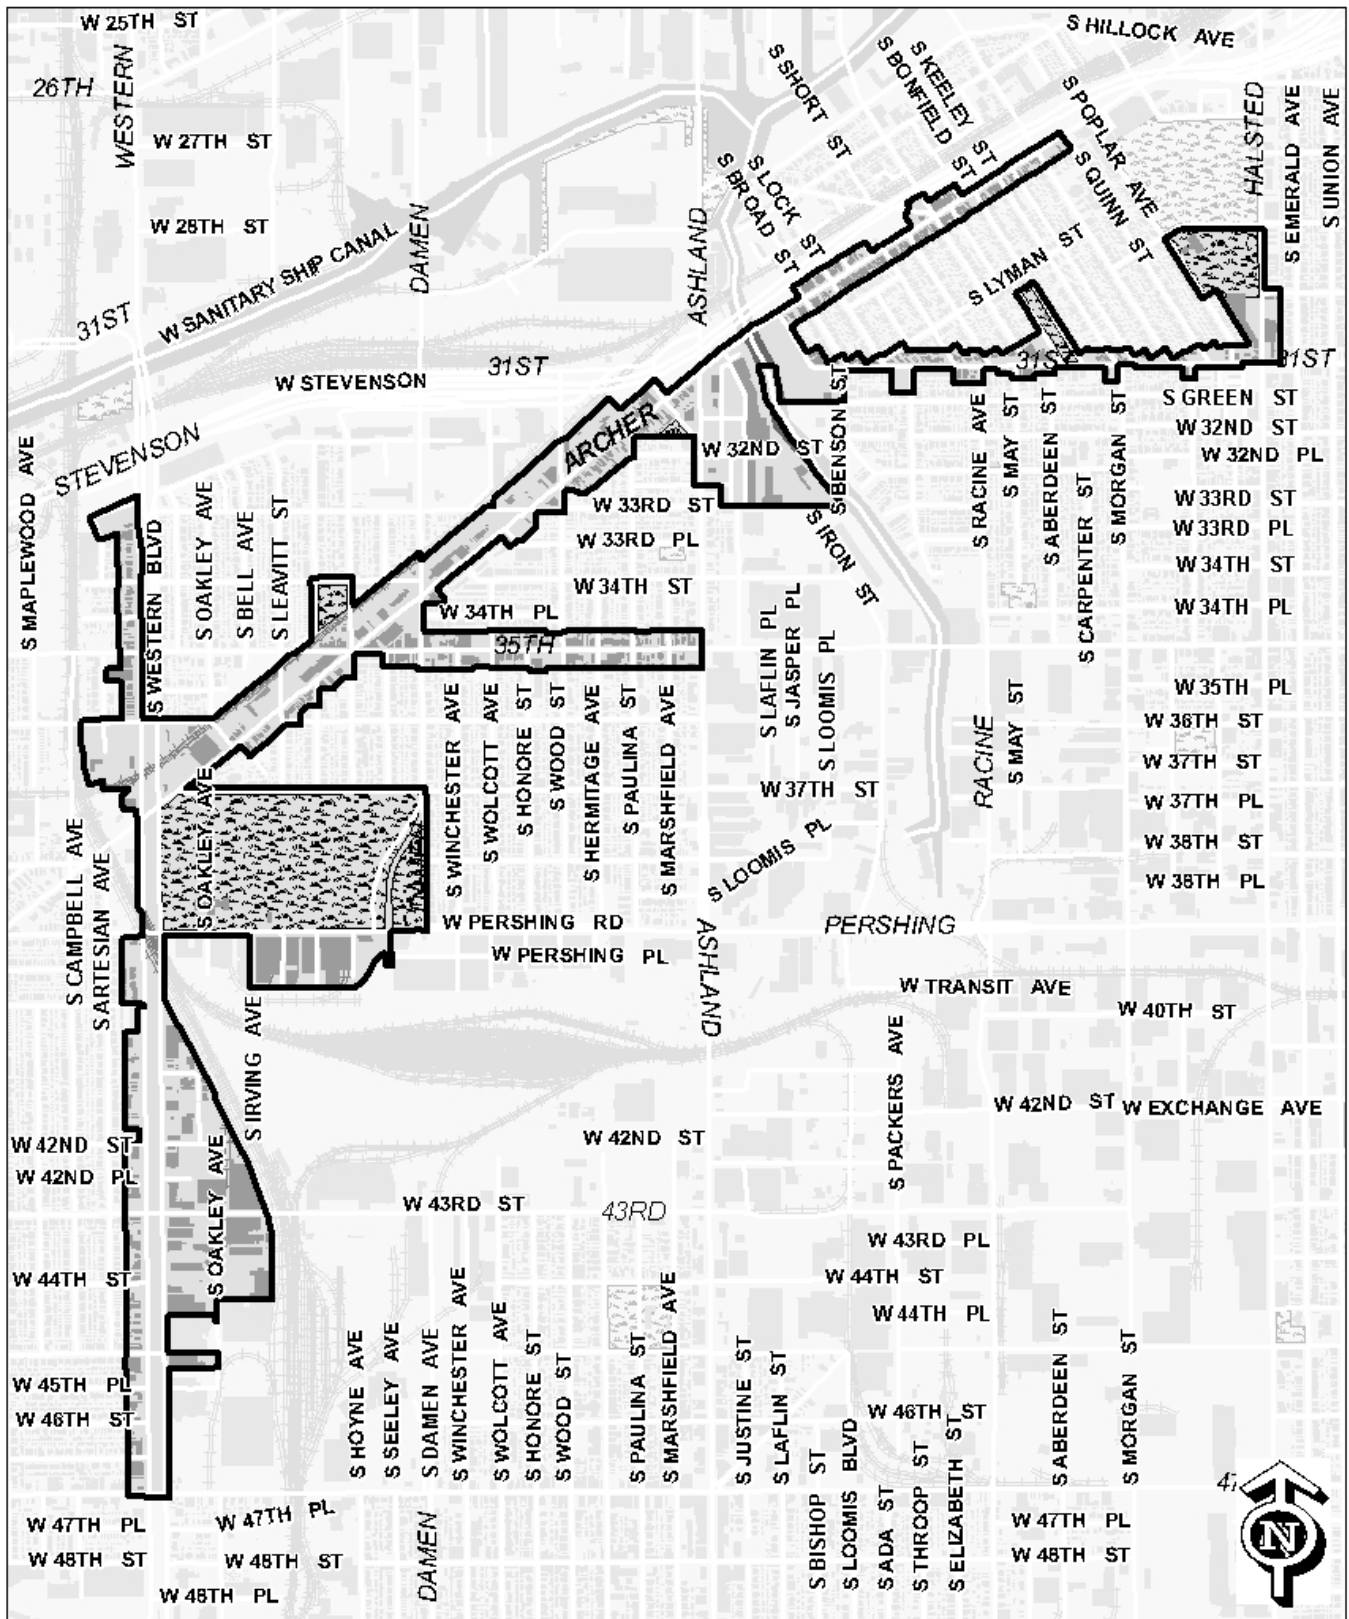 W 25TH ST
S HILLOCK AVE
26TH
WESTERN
W 27TH ST
W 28TH ST
S SHORT ST
S BONFIELD ST
S KEELEY ST
S POPLAR AVE
S QUINN ST
HALSTED
S EMERALD AVE
S UNION AVE
S LOCK ST
S BROAD ST
DAMEN
ASHLAND
W SANITARY SHIP CANAL
31ST
S LYMAN ST
W STEVENSON
31ST
31ST
31ST
STEVENSON
ARCHER
S MAPLEWOOD AVE
S WESTERN BLVD
S OAKLEY AVE
S BELL AVE
S LEAVITT ST
W 32ND ST
W 33RD ST
W 33RD PL
W 34TH ST
W 34TH PL
35TH
S BENSON ST
S IRON ST
S RACINE AVE
S MAY ST
S ABERDEEN ST
S CARPENTER ST
S MORGAN ST
S GREEN ST
W 32ND ST
W 32ND PL
W 33RD ST
W 33RD PL
W 34TH ST
W 34TH PL
W 35TH PL
W 36TH ST
W 37TH ST
W 37TH PL
W 38TH ST
W 38TH PL
S LAFLIN PL
S JASPER PL
S LOOMIS PL
RACINE
S MAY ST
S WINCHESTER AVE
S WOLCOTT AVE
S HONORE ST
S WOOD ST
S HERMITAGE AVE
S PAULINA ST
S MARSHFIELD AVE
W 37TH ST
S LOOMIS PL
S OAKLEY AVE
S CAMPBELL AVE
S ARTESIAN AVE
W PERSHING RD
W PERSHING PL
PERSHING
ASHLAND
W TRANSIT AVE
W 40TH ST
S IRVING AVE
S PACKERS AVE
W 42ND ST
W EXCHANGE AVE
W 42ND ST
W 42ND PL
W 42ND ST
S OAKLEY AVE
W 43RD ST
43RD
W 43RD PL
W 44TH ST
W 44TH ST
W 44TH PL
W 45TH PL
W 46TH ST
W 46TH ST
S HOYNE AVE
S SEELEY AVE
S DAMEN AVE
S WINCHESTER AVE
S WOLCOTT AVE
S HONORE ST
S WOOD ST
S PAULINA ST
S MARSHFIELD AVE
S JUSTINE ST
S LAFLIN ST
S BISHOP ST
S LOOMIS BLVD
S ADA ST
S THROOP ST
S ELIZABETH ST
S ABERDEEN ST
S MORGAN ST
W 47TH PL
W 47TH PL
W 47TH PL
W 48TH ST
W 48TH ST
W 48TH ST
W 48TH PL
DAMEN
N